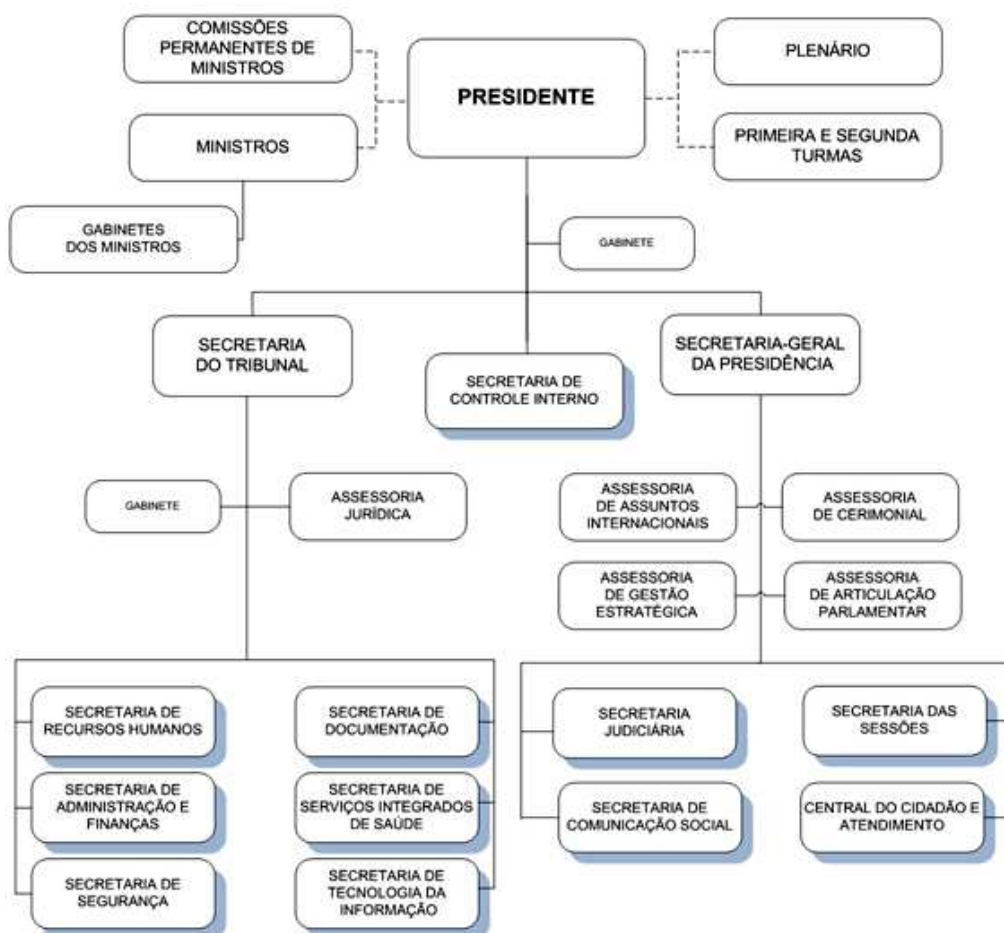 COMISSÕES
PERMANENTES DE
MINISTROS
PRESIDENTE
PLENÁRIO
MINISTROS
PRIMEIRA E SEGUNDA
TURMAS
GABINETES
DOS MINISTROS
GABINETE
SECRETARIA
DO TRIBUNAL
SECRETARIA DE
CONTROLE INTERNO
SECRETARIA-GERAL
DA PRESIDÊNCIA
GABINETE
ASSESSORIA
JURÍDICA
ASSESSORIA
DE ASSUNTOS
INTERNACIONAIS
ASSESSORIA
DE CERIMONIAL
ASSESSORIA
DE GESTÃO
ESTRATÉGICA
ASSESSORIA
DE ARTICULAÇÃO
PARLAMENTAR
SECRETARIA DE
RECURSOS HUMANOS
SECRETARIA DE
DOCUMENTAÇÃO
SECRETARIA
JUDICIÁRIA
SECRETARIA DAS
SESSÕES
SECRETARIA DE
ADMINISTRAÇÃO E
FINANÇAS
SECRETARIA DE
SERVIÇOS INTEGRADOS
DE SAÚDE
SECRETARIA DE
COMUNICAÇÃO SOCIAL
CENTRAL DO CIDADÃO E
ATENDIMENTO
SECRETARIA DE
SEGURANÇA
SECRETARIA DE
TECNOLOGIA DA
INFORMAÇÃO